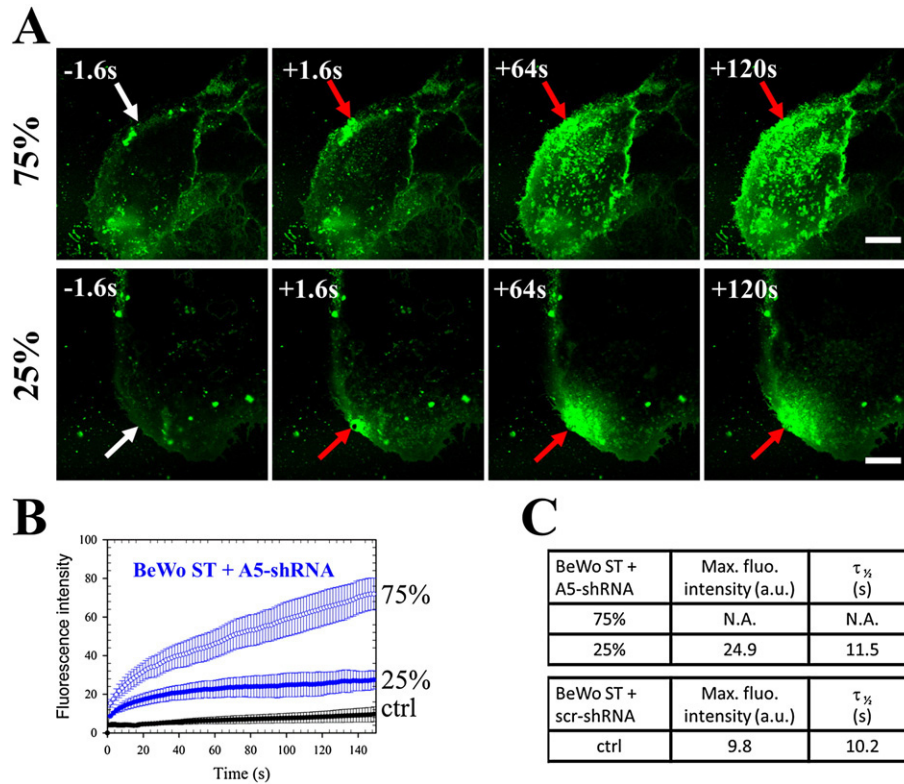 A
75%
-1.6s
+1.6s
+64s
+120s
25%
-1.6s
+1.6s
+64s
+120s
B
Fluorescence intensity
100
80
60
40
20
0
BeWo ST + A5-shRNA
75%
25%
ctrl
0 20 40 60 80 100 120 140
Time (s)
C
BeWo ST + A5-shRNA Max. fluo. intensity (a.u.) τ ½ (s)
75% N.A. N.A.
25% 24.9 11.5
BeWo ST + scr-shRNA Max. fluo. intensity (a.u.) τ ½ (s)
ctrl 9.8 10.2